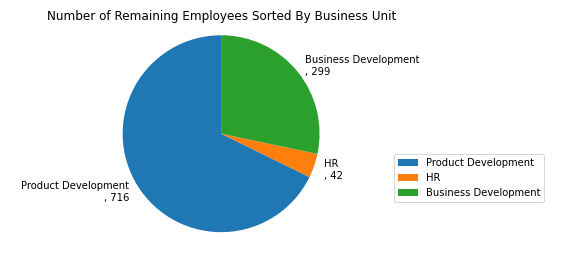 Number of Remaining Employees Sorted By Business Unit
Business Development
, 299
HR
, 42
Product Development
, 716
Product Development
HR
Business Development